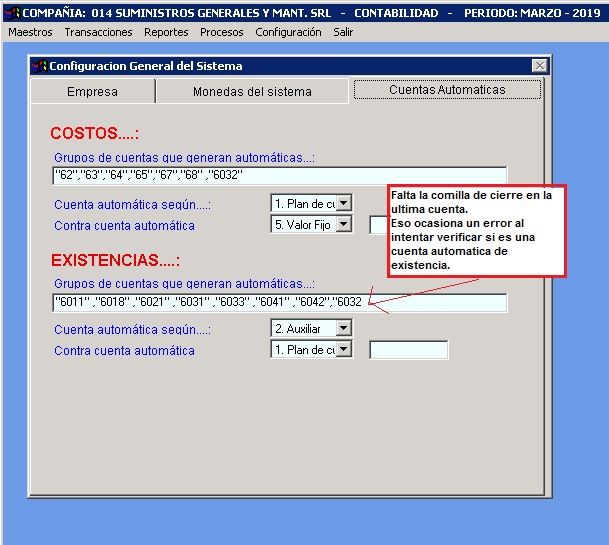 COMPAÑIA: 014 SUMINISTROS GENERALES Y MANT. SRL - CONTABILIDAD - PERIODO: MARZO - 2019
Maestros Transacciones Reportes Procesos Configuración Salir
Configuracion General del Sistema
Empresa Monedas del sistema Cuentas Automaticas
COSTOS....:
Grupos de cuentas que generan automáticas...:
"62","63","64","65","67","68" ,"6032"
Cuenta automática según....: 1. Plan de cu
Contra cuenta automática 5. Valor Fijo
Falta la comilla de cierre en la
ultima cuenta.
Eso ocasiona un error al
intentar verificar si es una
cuenta automatica de
existencia.
EXISTENCIAS....:
Grupos de cuentas que generan automáticas...:
"6011" ,"6018" ,"6021" ,"6031" ,"6033" ,"6041" ,"6042","6032
Cuenta automática según....: 2. Auxiliar
Contra cuenta automática 1. Plan de cu